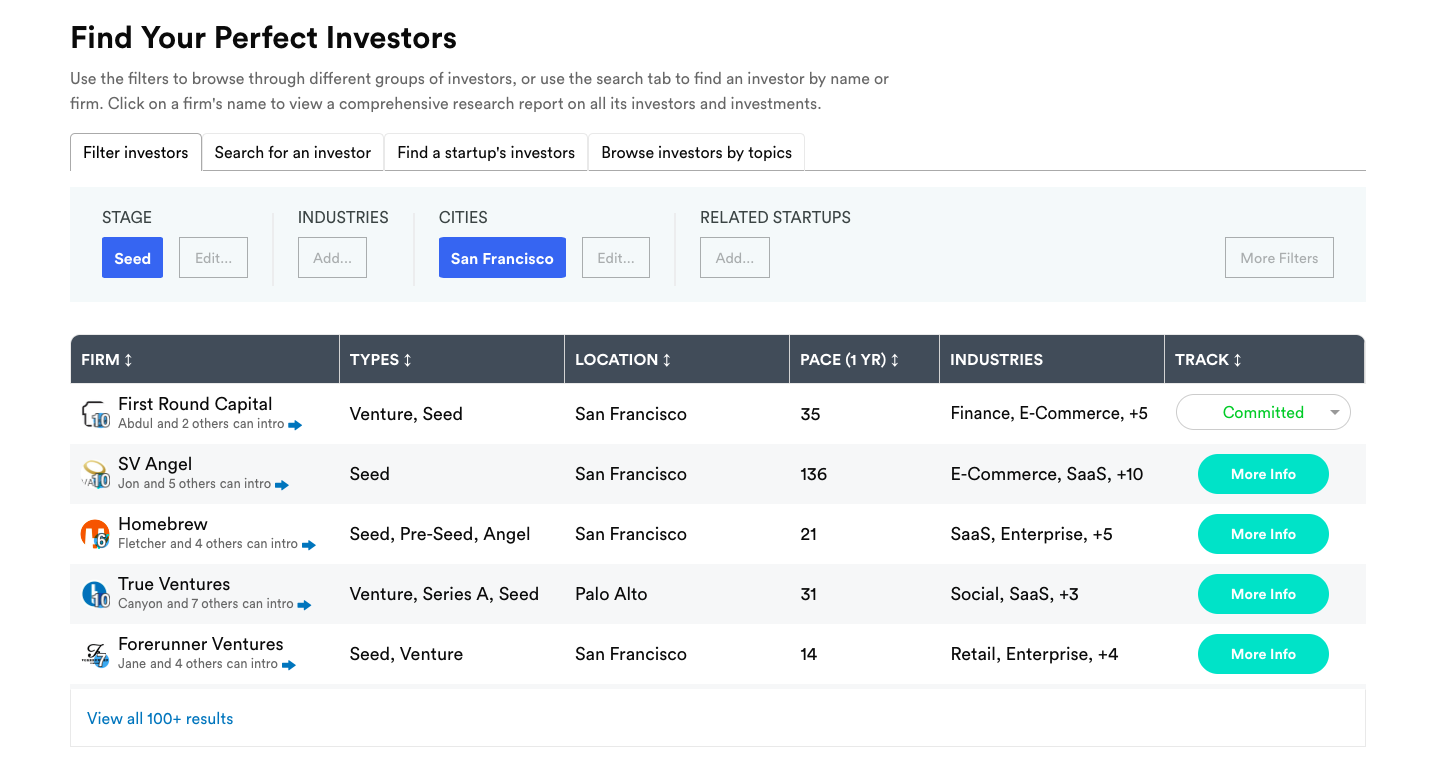 Find Your Perfect Investors
Use the filters to browse through different groups of investors, or use the search tab to find an investor by name or
firm. Click on a firm's name to view a comprehensive research report on all its investors and investments.
Filter investors Search for an investor Find a startup's investors Browse investors by topics
STAGE INDUSTRIES CITIES RELATED STARTUPS
Seed Edit... Add... San Francisco Edit... Add... More Filters
FIRM ↕ TYPES ↕ LOCATION ↕ PACE (1 YR) ↕ INDUSTRIES TRACK ↕
10 First Round Capital Venture, Seed San Francisco 35 Finance, E-Commerce, +5 Committed
Abdul and 2 others can intro
10 SV Angel Seed San Francisco 136 E-Commerce, SaaS, +10 More Info
Jon and 5 others can intro
6 Homebrew Seed, Pre-Seed, Angel San Francisco 21 SaaS, Enterprise, +5 More Info
Fletcher and 4 others can intro
10 True Ventures Venture, Series A, Seed Palo Alto 31 Social, SaaS, +3 More Info
Canyon and 7 others can intro
7 Forerunner Ventures Seed, Venture San Francisco 14 Retail, Enterprise, +4 More Info
Jane and 4 others can intro
View all 100+ results